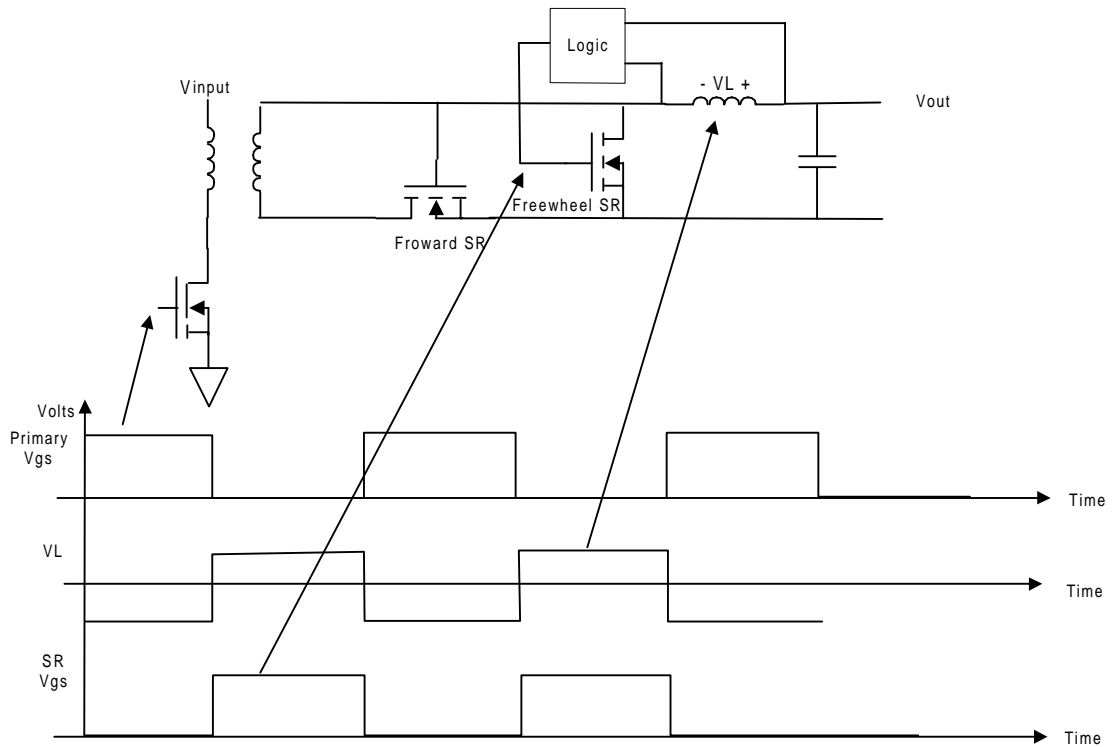 Logic
Vinput
- VL +
Vout
Freewheel SR
Froward SR
Volts
Primary
Vgs
Time
VL
Time
SR
Vgs
Time